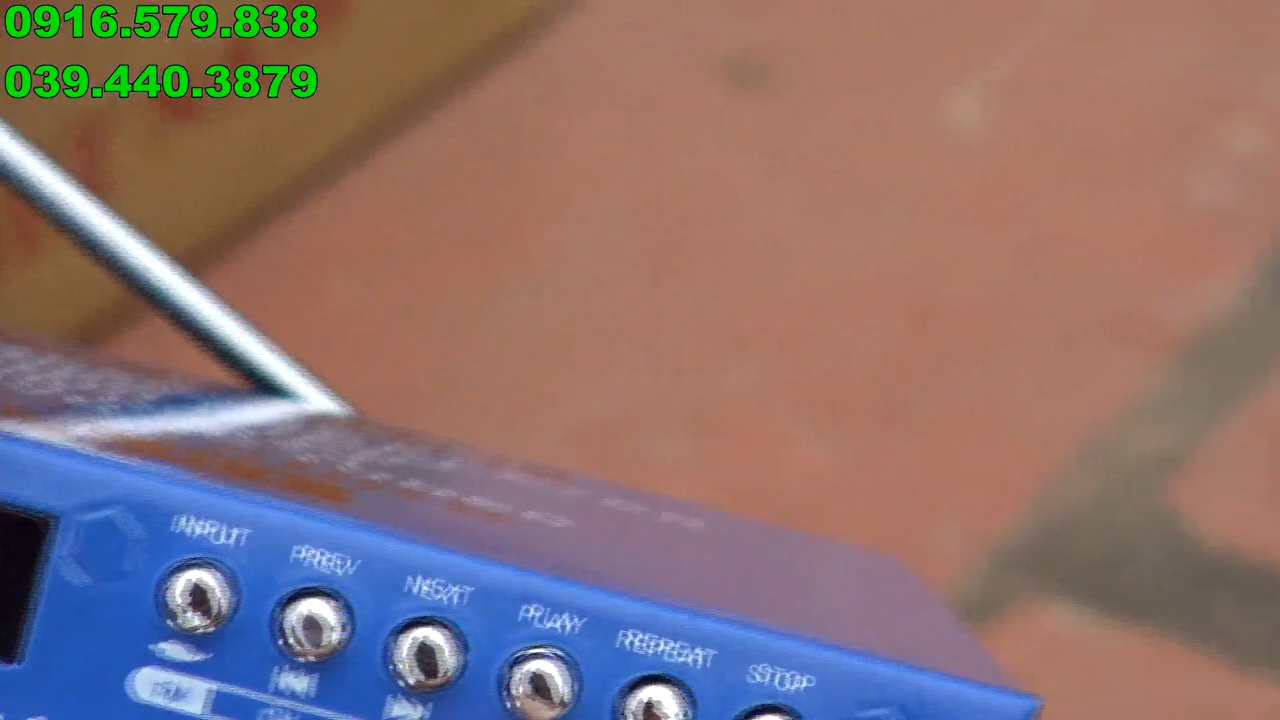 0916.579.838
039.440.3879
INPUT
PREV
NEXT
PLAY
REPEAT
STOP